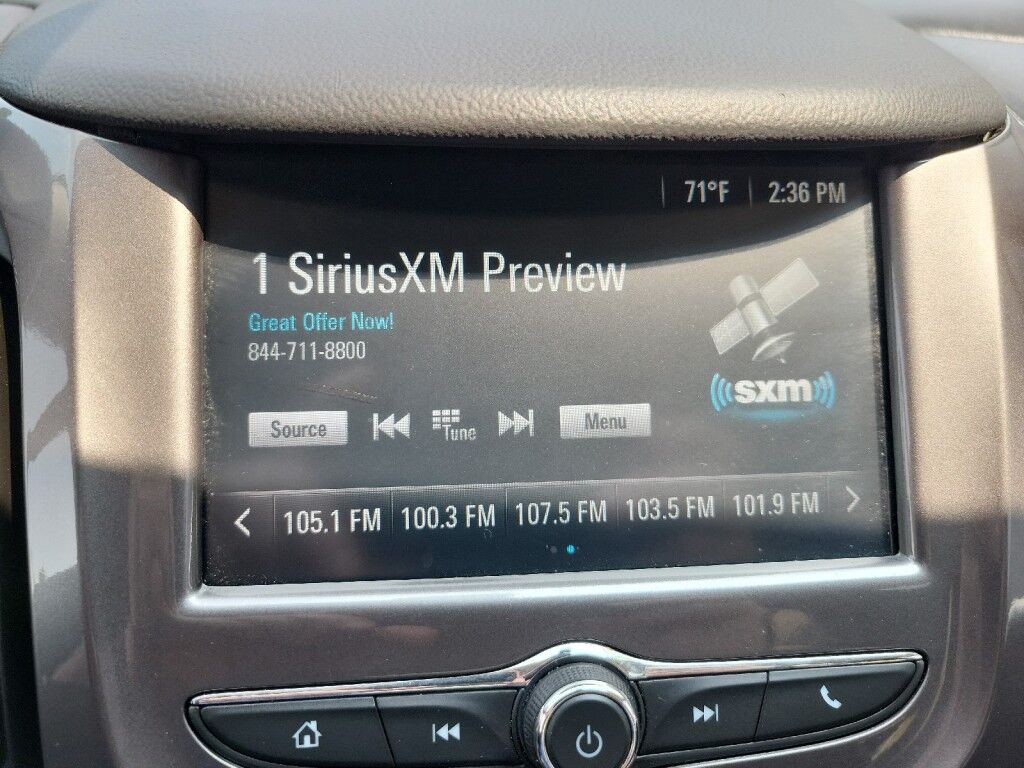 71°F 2:36 PM
1 SiriusXM Preview
Great Offer Now!
844-711-8800
sxm
Source Tune Menu
105.1 FM 100.3 FM 107.5 FM 103.5 FM 101.9 FM